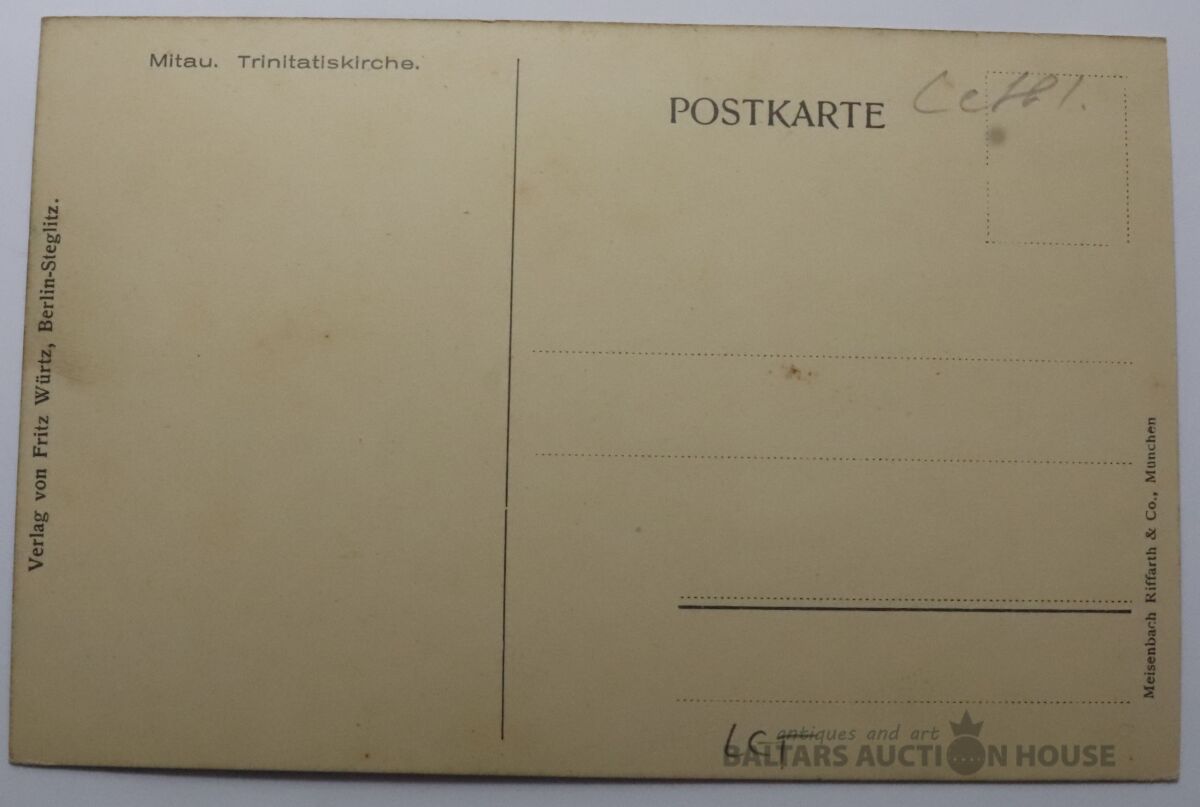 Mitau. Trinitatiskirche.
POSTKARTE
Verlag von Fritz Würtz, Berlin-Steglitz.
Meisenbach Riffarth & Co., München
antiques and art
BALTARS AUCTION HOUSE